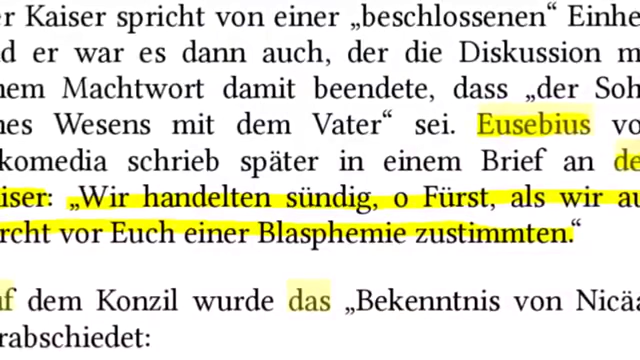 r Kaiser spricht von einer „beschlossenen“ Einhe
d er war es dann auch, der die Diskussion m
nem Machtwort damit beendete, dass „der Soh
nes Wesens mit dem Vater“ sei. Eusebius vo
komedia schrieb später in einem Brief an de
iser: „Wir handelten sündig, o Fürst, als wir au
rcht vor Euch einer Blasphemie zustimmten.“
f dem Konzil wurde das „Bekenntnis von Nicäa
rabschiedet: